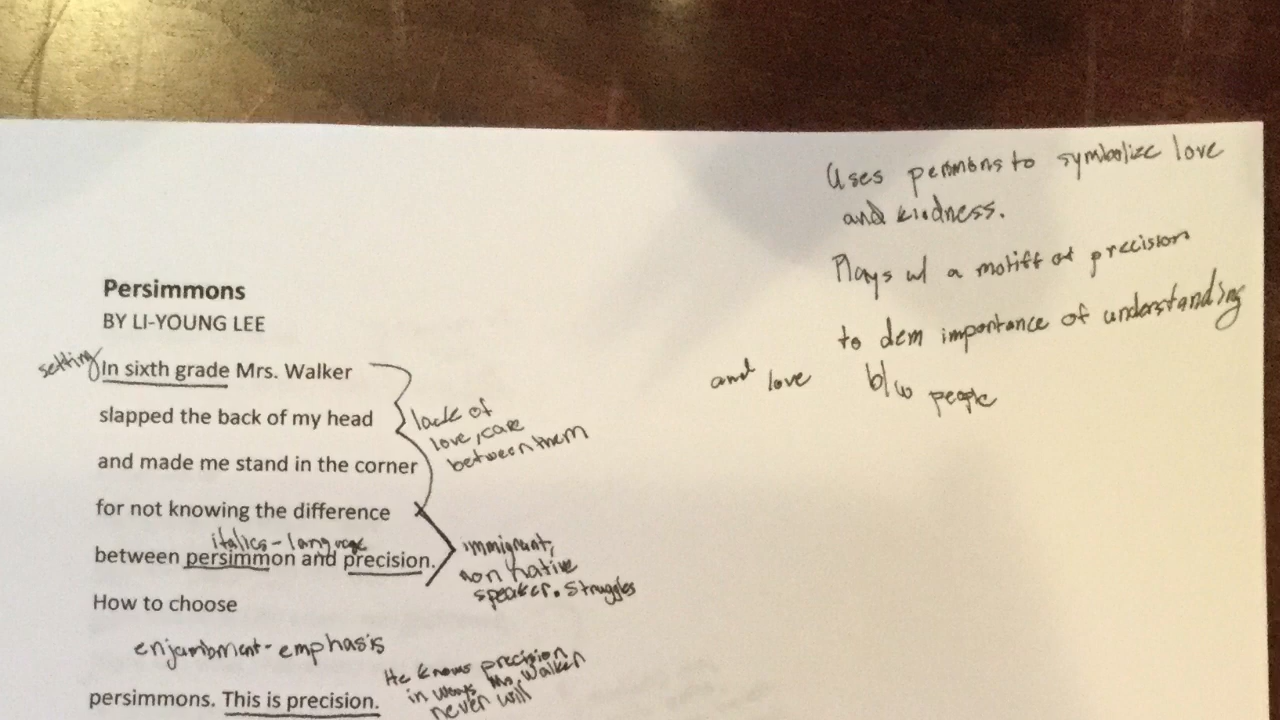 Uses permons to symbolize love
and kindness.
Plays w/ a motiff of precision
to dem importance of understanding
and love b/w people
Persimmons
BY LI-YOUNG LEE
setting
In sixth grade Mrs. Walker
slapped the back of my head
lack of
love, care
between them
and made me stand in the corner
for not knowing the difference
italics - language
between persimmon and precision.
immigrant,
non native
speaker. Struggles
How to choose
enjambment - emphasis
He knows precision
in ways Ms. Walker
never will
persimmons. This is precision.